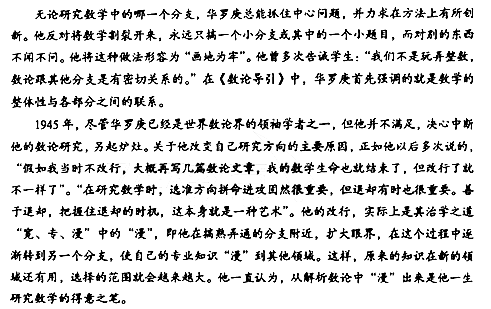 无论研究数学中的哪一个分支，华罗庚总能抓住中心问题，并力求在方法上有所创
新。他反对将数学割裂开来，永远只搞一个小分支或其中的一个小题目，而对别的东西
不闻不问。他将这种做法形容为“画地为牢”。他曾多次告诫学生：“我们不是玩弄整数，
数论跟其他分支是有密切关系的。”在《数论导引》中，华罗庚首先强调的就是数学的
整体性与各部分之间的联系。
1945年，尽管华罗庚已经是世界数论界的领袖学者之一，但他并不满足，决心中断
他的数论研究，另起炉灶。关于他改变自己研究方向的主要原因，正如他以后多次说的，
“假如我当时不改行，大概再写几篇数论文章，我的数学生命也就结束了，但改行了就
不一样了”。“在研究数学时，选准方向拼命进攻固然很重要，但退却有时也很重要。善
于退却，把握住退却的时机，这本身就是一种艺术”。他的改行，实际上是其治学之道
“宽、专、漫”中的“漫”，即他在搞熟弄通的分支附近，扩大眼界，在这个过程中逐
渐转到另一个分支，使自己的专业知识“漫”到其他领域。这样，原来的知识在新的领
域还有用，选择的范围就会越来越大。他一直认为，从解析数论中“漫”出来是他一生
研究数学的得意之笔。